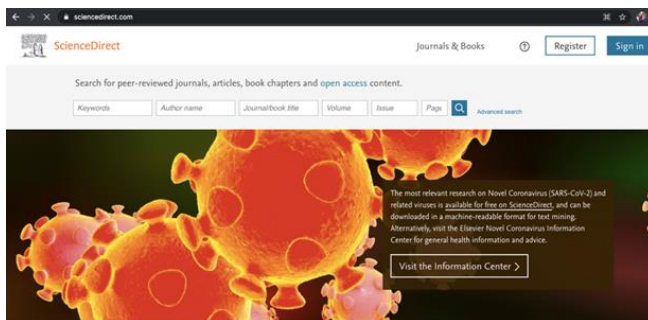 sciencedirect.com
ScienceDirect
Journals & Books
Register
Sign in
Search for peer-reviewed journals, articles, book chapters and open access content.
Keywords
Author name
Journal/book title
Volume
Issue
Page
Advanced search
The most relevant research on Novel Coronavirus (SARS-CoV-2) and
related viruses is available for free on ScienceDirect, and can be
downloaded in a machine-readable format for text mining.
Alternatively, visit the Elsevier Novel Coronavirus Information
Center for general health information and advice.
Visit the Information Center >